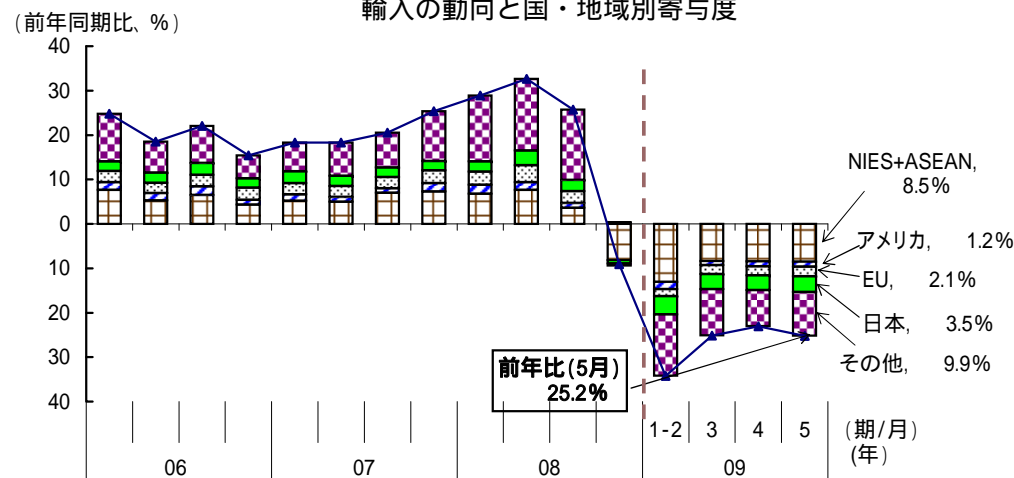 輸入の動向と国・地域別寄与度
(前年同期比、%)
40
30
20
10
0
10
20
30
40
NIES+ASEAN,
8.5%
アメリカ, 1.2%
EU, 2.1%
日本, 3.5%
その他, 9.9%
前年比(5月)
25.2%
1-2 3 4 5 (期/月)
06 07 08 09 (年)